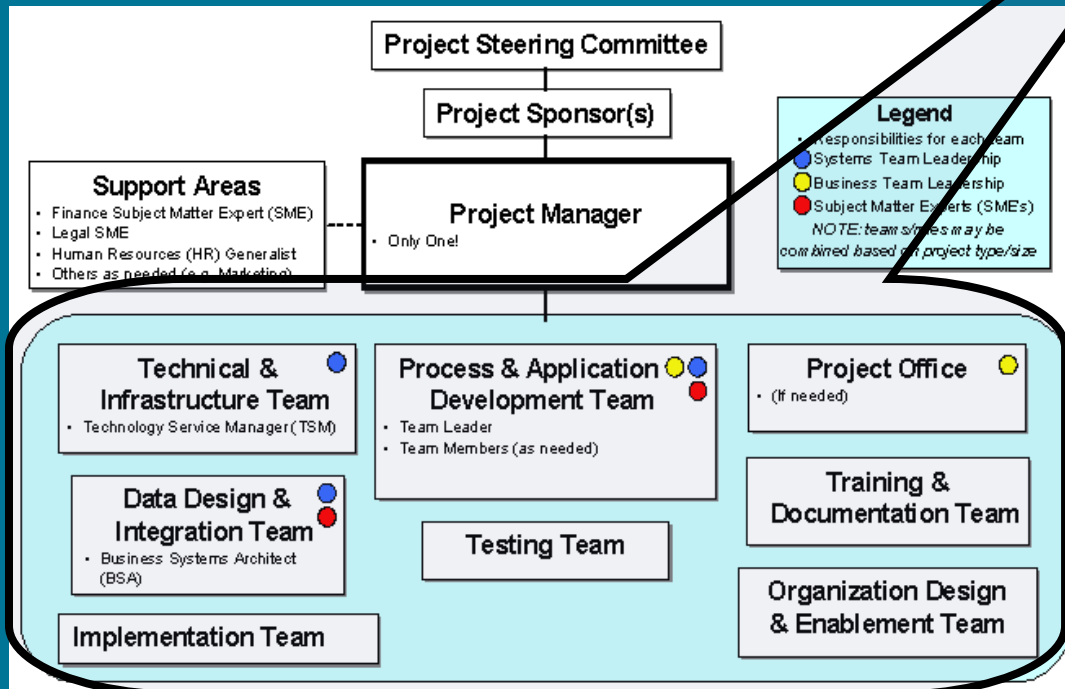 Project Steering Committee
Project Sponsor(s)
Legend
• Responsibilities for each team
Systems Team Leadership
Business Team Leadership
Subject Matter Experts (SME's)
NOTE: teams/roles may be
combined based on project type/size
Support Areas
• Finance Subject Matter Expert (SME)
• Legal SME
• Human Resources (HR) Generalist
• Others as needed (e.g. Marketing)
Project Manager
• Only One!
Technical &
Infrastructure Team
• Technology Service Manager (TSM)
Process & Application
Development Team
• Team Leader
• Team Members (as needed)
Project Office
• (If needed)
Data Design &
Integration Team
• Business Systems Architect
(BSA)
Testing Team
Training &
Documentation Team
Implementation Team
Organization Design
& Enablement Team